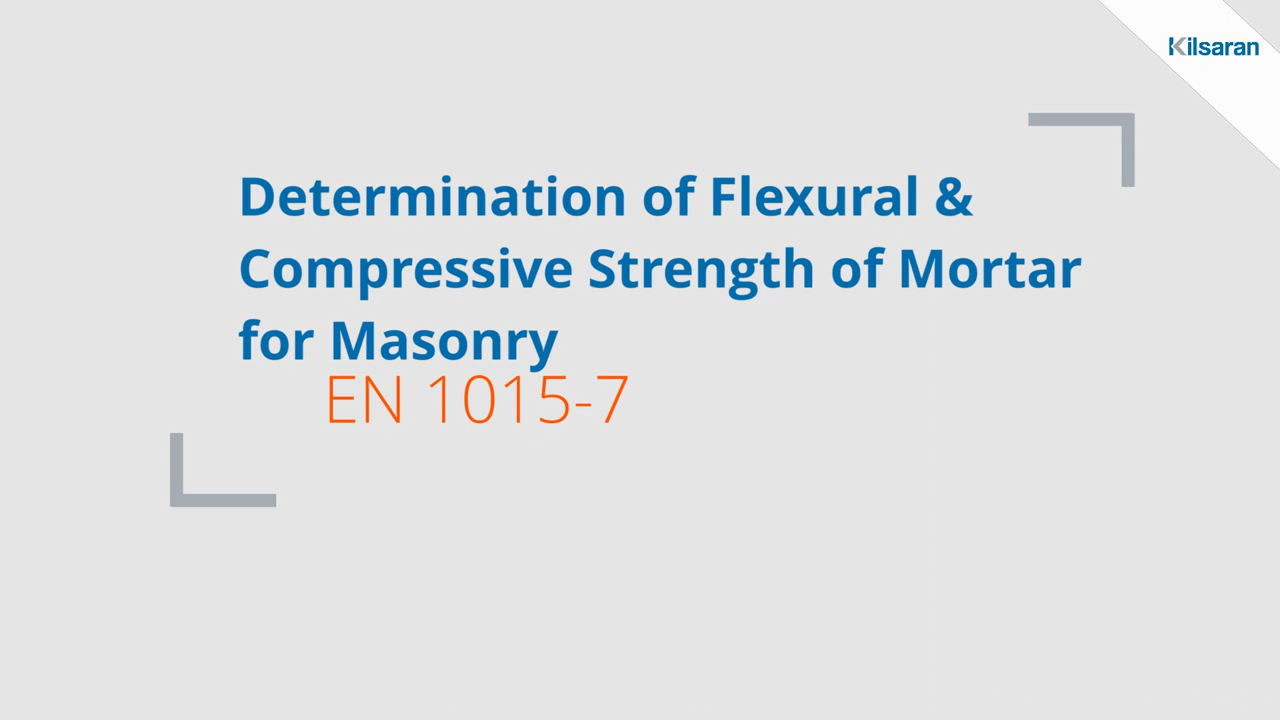 Kilsaran
Determination of Flexural &
Compressive Strength of Mortar
for Masonry
EN 1015-7